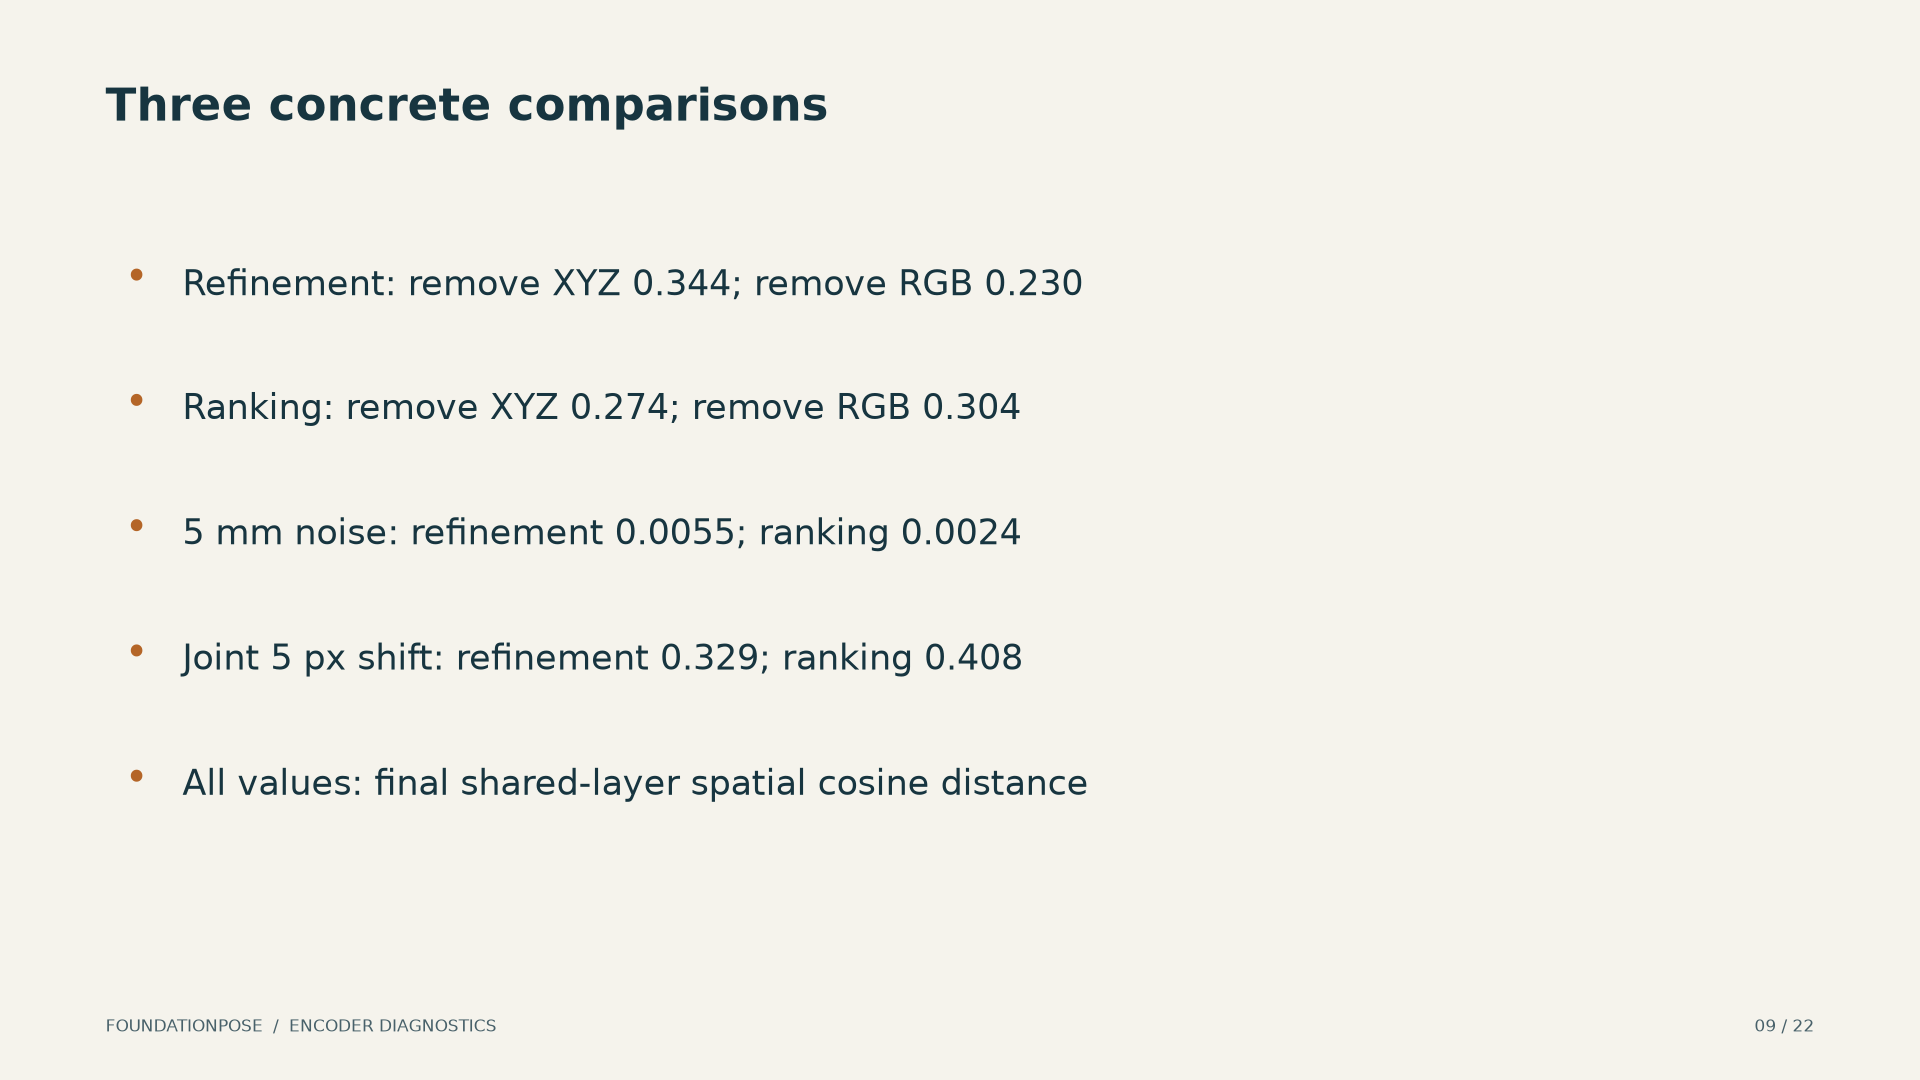 Three concrete comparisons
• Refinement: remove XYZ 0.344; remove RGB 0.230
• Ranking: remove XYZ 0.274; remove RGB 0.304
• 5 mm noise: refinement 0.0055; ranking 0.0024
• Joint 5 px shift: refinement 0.329; ranking 0.408
• All values: final shared-layer spatial cosine distance
FOUNDATIONPOSE / ENCODER DIAGNOSTICS
09 / 22